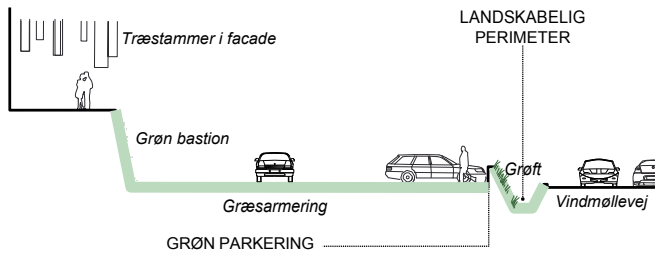 LANDSKABELIG
PERIMETER
Træstammer i facade
Grøn bastion
Grøft
Græsarmering
Vindmøllevej
GRØN PARKERING